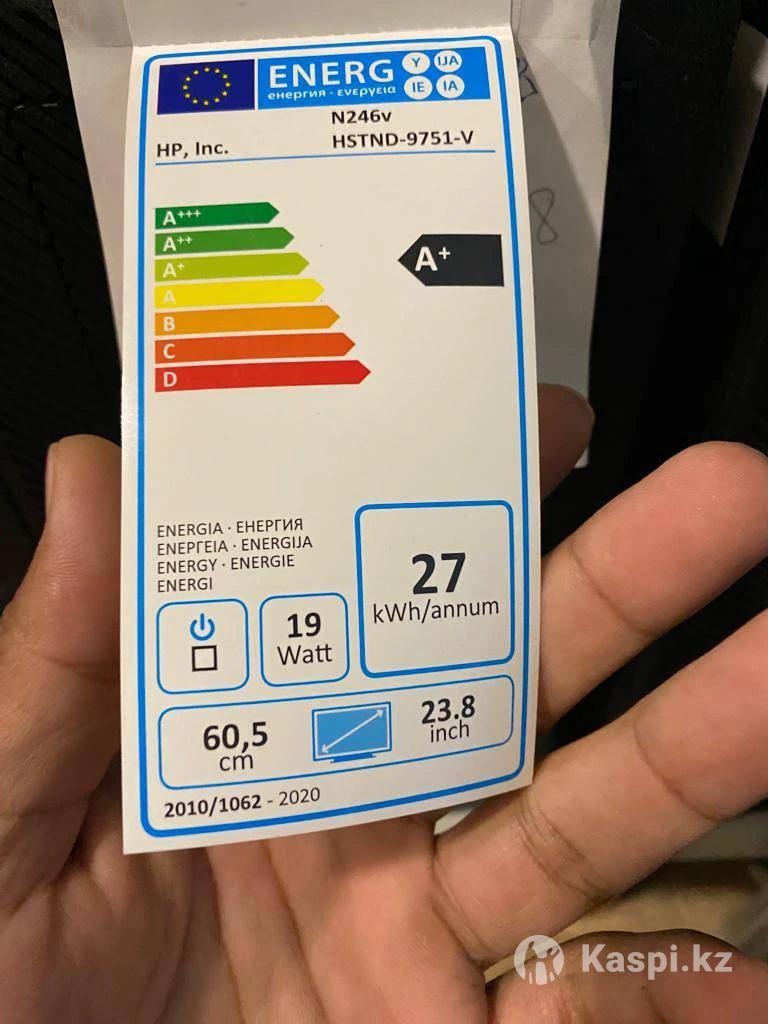 ENERG Y IJA
енергия · ενεργεια IE IA
N246v
HP, Inc. HSTND-9751-V
A+++
A++
A+
A+
A
B
C
D
ENERGIA · ЕНЕРГИЯ
ΕΝΕΡΓΕΙΑ · ENERGIJA
ENERGY · ENERGIE
ENERGI
27
kWh/annum
19
Watt
60,5
cm
23.8
inch
2010/1062 - 2020
8
Kaspi.kz